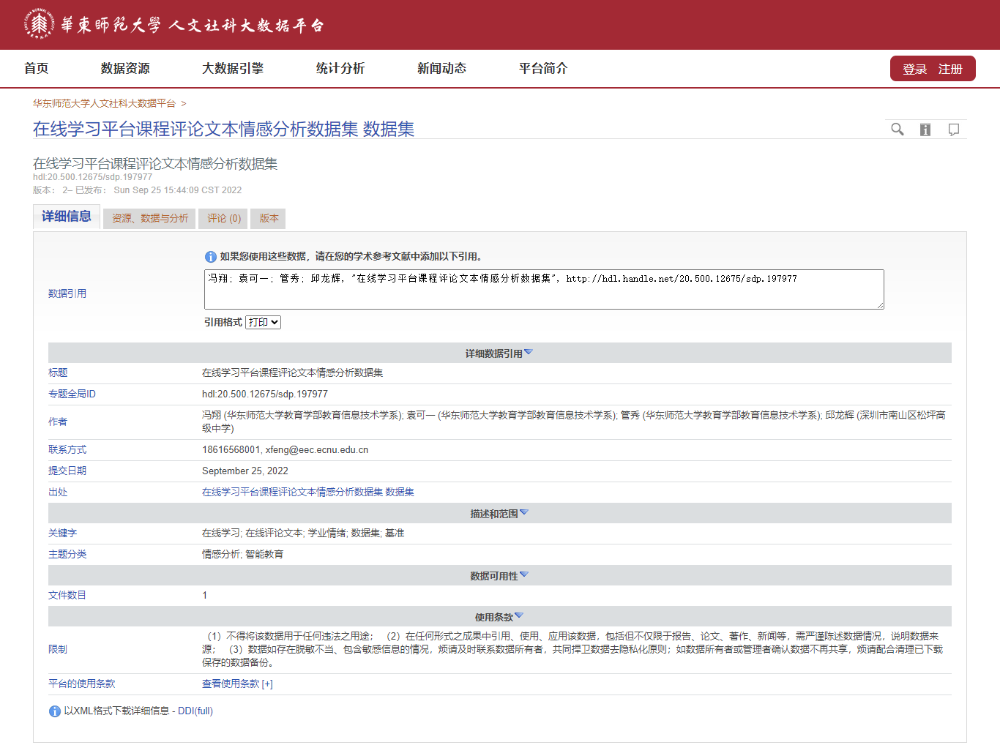 華東師範大學 人文社科大数据平台
首页 数据资源 大数据引擎 统计分析 新闻动态 平台简介 登录 注册
华东师范大学人文社科大数据平台 >
在线学习平台课程评论文本情感分析数据集 数据集
在线学习平台课程评论文本情感分析数据集
hdl:20.500.12675/sdp.197977
版本: 2– 已发布: Sun Sep 25 15:44:09 CST 2022
详细信息 资源、数据与分析 评论 (0) 版本
如果您使用这些数据，请在您的学术参考文献中添加以下引用。
数据引用
冯翔; 袁可一; 管秀; 邱龙辉, "在线学习平台课程评论文本情感分析数据集", http://hdl.handle.net/20.500.12675/sdp.197977
引用格式 打印
详细数据引用
标题 在线学习平台课程评论文本情感分析数据集
专题全局ID hdl:20.500.12675/sdp.197977
作者 冯翔 (华东师范大学教育学部教育信息技术学系); 袁可一 (华东师范大学教育学部教育信息技术学系); 管秀 (华东师范大学教育学部教育信息技术学系); 邱龙辉 (深圳市南山区松坪高
级中学)
联系方式 18616568001, xfeng@eec.ecnu.edu.cn
提交日期 September 25, 2022
出处 在线学习平台课程评论文本情感分析数据集 数据集
描述和范围
关键字 在线学习; 在线评论文本; 学业情绪; 数据集; 基准
主题分类 情感分析; 智能教育
数据可用性
文件数目 1
使用条款
限制 （1）不得将该数据用于任何违法之用途； （2）在任何形式之成果中引用、使用、应用该数据，包括但不仅限于报告、论文、著作、新闻等，需严谨陈述数据情况，说明数据来
源； （3）数据如存在脱敏不当、包含敏感信息的情况，烦请及时联系数据所有者，共同捍卫数据去隐私化原则；如数据所有者或管理者确认数据不再共享，烦请配合清理已下载
保存的数据备份。
平台的使用条款 查看使用条款 [+]
以XML格式下载详细信息 - DDI(full)